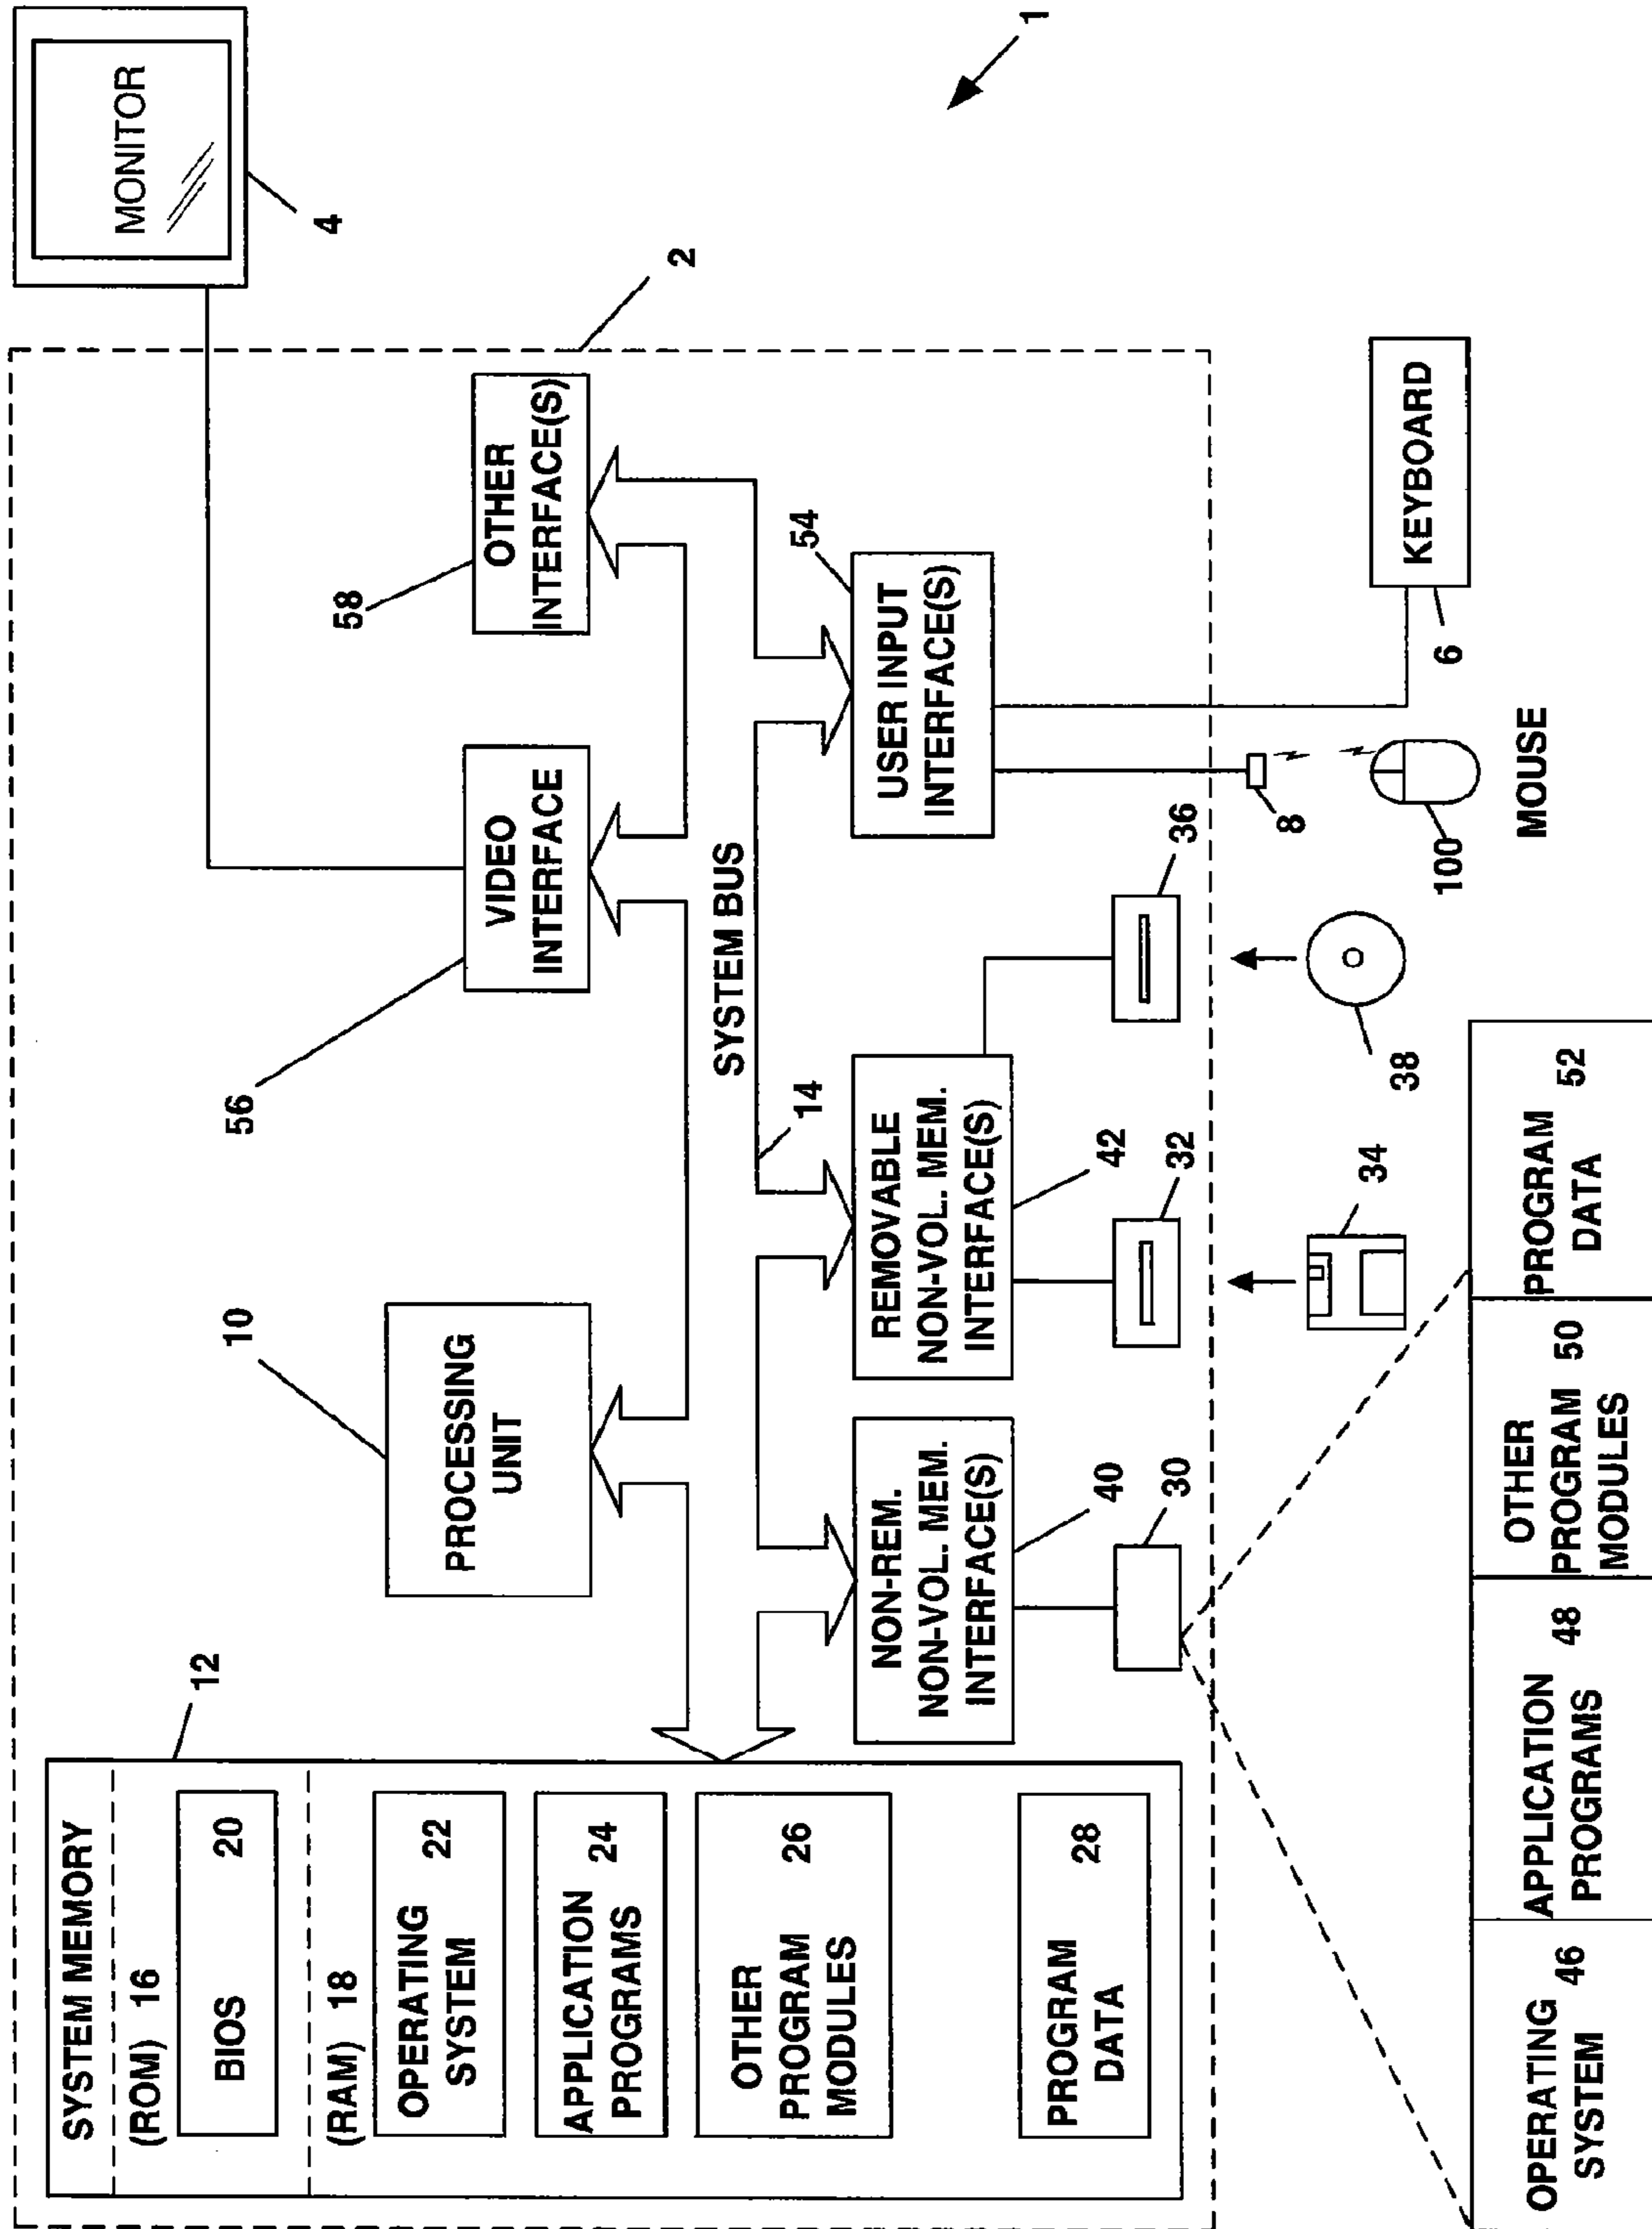 SYSTEM MEMORY
(ROM) 16
BIOS 20
(RAM) 18
OPERATING
SYSTEM 22
APPLICATION
PROGRAMS 24
OTHER
PROGRAM 26
MODULES
PROGRAM
DATA 28
12
10
PROCESSING
UNIT
56
VIDEO
INTERFACE
58
OTHER
INTERFACE(S)
2
MONITOR
4
1
SYSTEM BUS
14
NON-REM.
NON-VOL. MEM.
INTERFACE(S)
40
30
REMOVABLE
NON-VOL. MEM.
INTERFACE(S)
42
32
36
USER INPUT
INTERFACE(S)
54
34
38
8
100
MOUSE
KEYBOARD
6
OPERATING
SYSTEM 46
APPLICATION
PROGRAMS 48
OTHER
PROGRAM 50
MODULES
PROGRAM
DATA 52